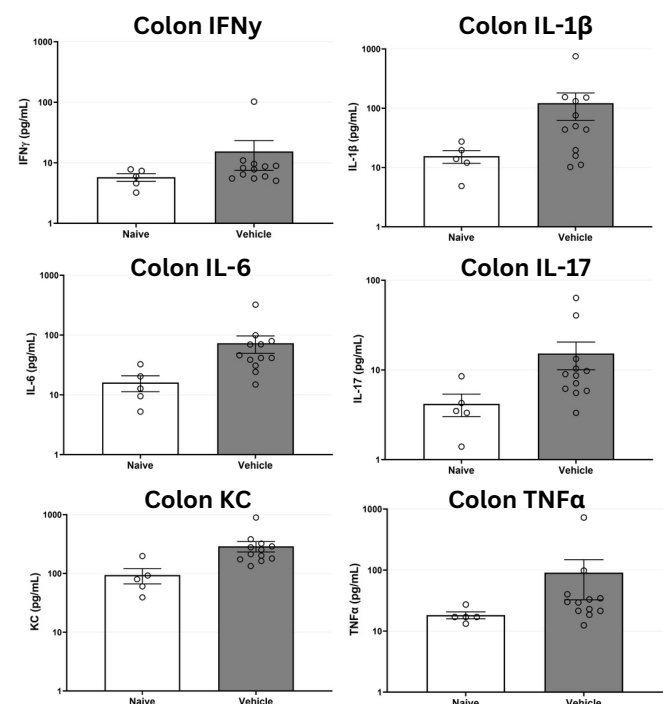 Colon IFNy
1000
100
10
1
IFNγ (pg/mL)
Naive Vehicle
Colon IL-1β
1000
100
10
1
IL-1β (pg/mL)
Naive Vehicle
Colon IL-6
1000
100
10
1
IL-6 (pg/mL)
Naive Vehicle
Colon IL-17
100
10
1
IL-17 (pg/mL)
Naive Vehicle
Colon KC
1000
100
10
1
KC (pg/mL)
Naive Vehicle
Colon TNFα
1000
100
10
1
TNFα (pg/mL)
Naive Vehicle